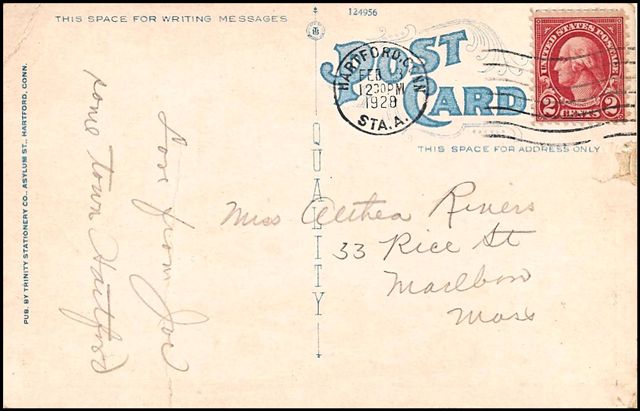 THIS SPACE FOR WRITING MESSAGES
124956
POST CARD
HARTFORD, CONN.
FEB 3
12 30 PM
1928
STA. A.
UNITED STATES POSTAGE
2 CENTS 2
THIS SPACE FOR ADDRESS ONLY
PUB. BY TRINITY STATIONERY CO., ASYLUM ST., HARTFORD, CONN.
QUALITY
Love from Joe
some town Hartford
Miss Althea Rivers
33 Rice St
Marlboro
Mass